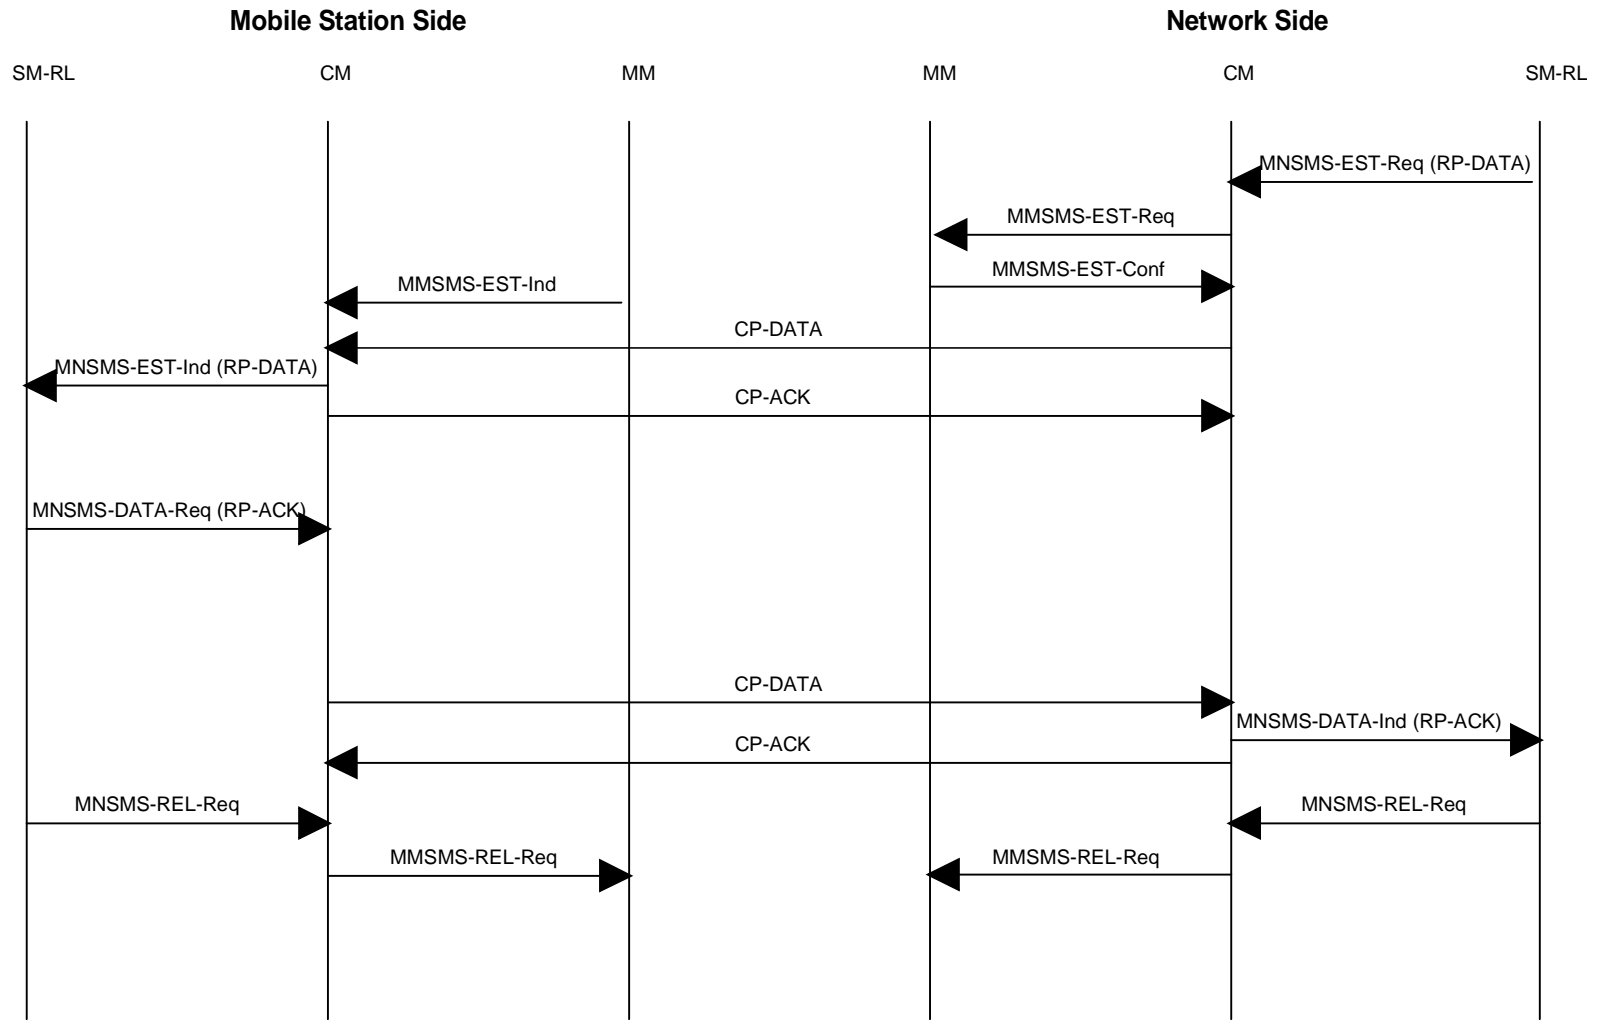 Mobile Station Side
Network Side
SM-RL
CM
MM
MM
CM
SM-RL
MNSMS-EST-Req (RP-DATA)
MMSMS-EST-Req
MMSMS-EST-Conf
MMSMS-EST-Ind
CP-DATA
MNSMS-EST-Ind (RP-DATA)
CP-ACK
MNSMS-DATA-Req (RP-ACK)
CP-DATA
MNSMS-DATA-Ind (RP-ACK)
CP-ACK
MNSMS-REL-Req
MNSMS-REL-Req
MMSMS-REL-Req
MMSMS-REL-Req